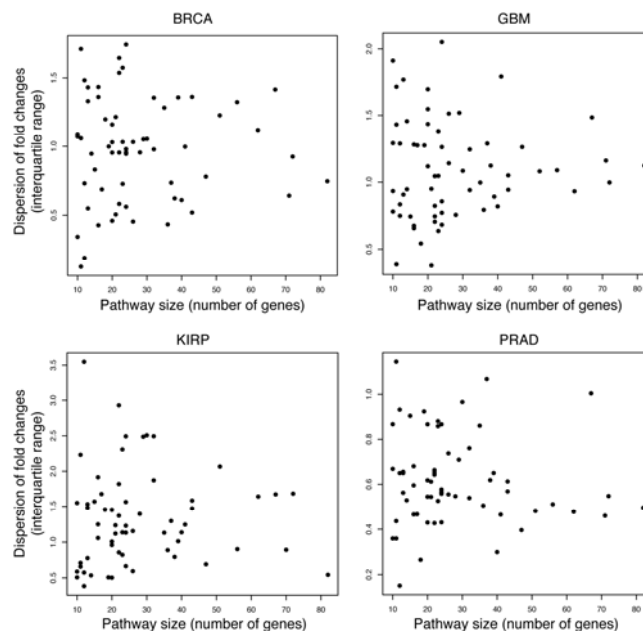 BRCA
GBM
Dispersion of fold changes
(interquartile range)
0.5 1.0 1.5
0.5 1.0 1.5 2.0
10 20 30 40 50 60 70 80
10 20 30 40 50 60 70 80
Pathway size (number of genes)
Pathway size (number of genes)
KIRP
PRAD
Dispersion of fold changes
(interquartile range)
0.5 1.0 1.5 2.0 2.5 3.0 3.5
0.2 0.4 0.6 0.8 1.0
10 20 30 40 50 60 70 80
10 20 30 40 50 60 70 80
Pathway size (number of genes)
Pathway size (number of genes)